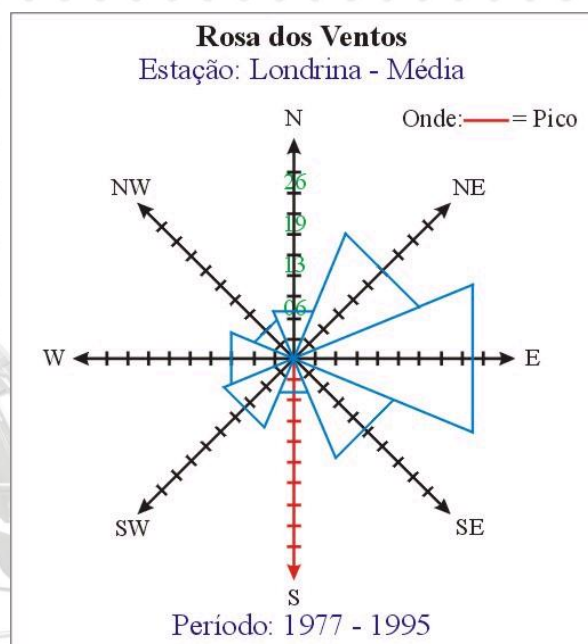 Rosa dos Ventos
Estação: Londrina - Média
N
Onde: = Pico
NW
NE
26
19
13
06
W
E
SW
SE
S
Período: 1977 - 1995